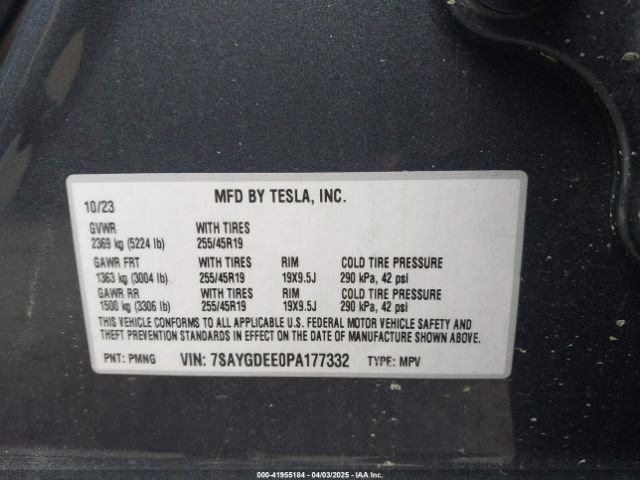 10/23
MFD BY TESLA, INC.
GVWR WITH TIRES
2369 kg (5224 lb) 255/45R19
GAWR FRT WITH TIRES RIM COLD TIRE PRESSURE
1363 kg (3004 lb) 255/45R19 19X9.5J 290 kPa, 42 psi
GAWR RR WITH TIRES RIM COLD TIRE PRESSURE
1500 kg (3306 lb) 255/45R19 19X9.5J 290 kPa, 42 psi
THIS VEHICLE CONFORMS TO ALL APPLICABLE U.S. FEDERAL MOTOR VEHICLE SAFETY AND
THEFT PREVENTION STANDARDS IN EFFECT ON THE DATE OF MANUFACTURE SHOWN ABOVE.
PNT: PMNG VIN: 7SAYGDEE0PA177332 TYPE: MPV
000-41955184 - 04/03/2025 - IAA Inc.